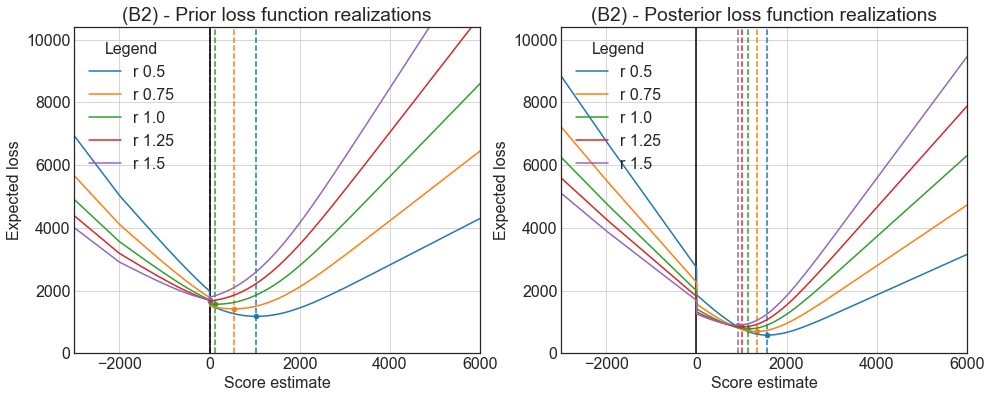 (B2) - Prior loss function realizations
Legend
r 0.5
r 0.75
r 1.0
r 1.25
r 1.5
10000
8000
6000
4000
2000
0
Expected loss
−2000
0
2000
4000
6000
Score estimate
(B2) - Posterior loss function realizations
Legend
r 0.5
r 0.75
r 1.0
r 1.25
r 1.5
10000
8000
6000
4000
2000
0
Expected loss
−2000
0
2000
4000
6000
Score estimate